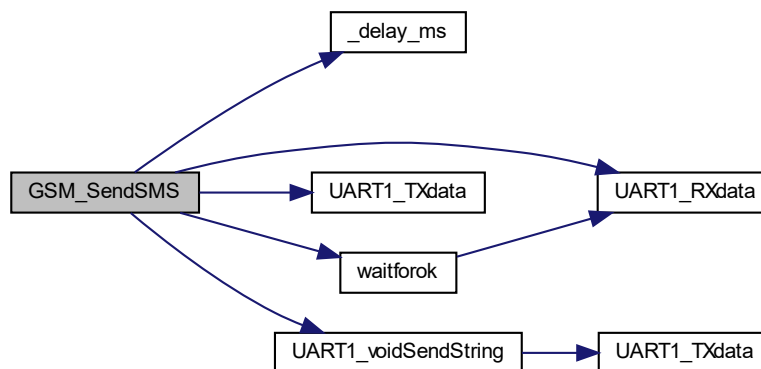 _delay_ms
GSM_SendSMS
UART1_TXdata
UART1_RXdata
waitforok
UART1_voidSendString
UART1_TXdata